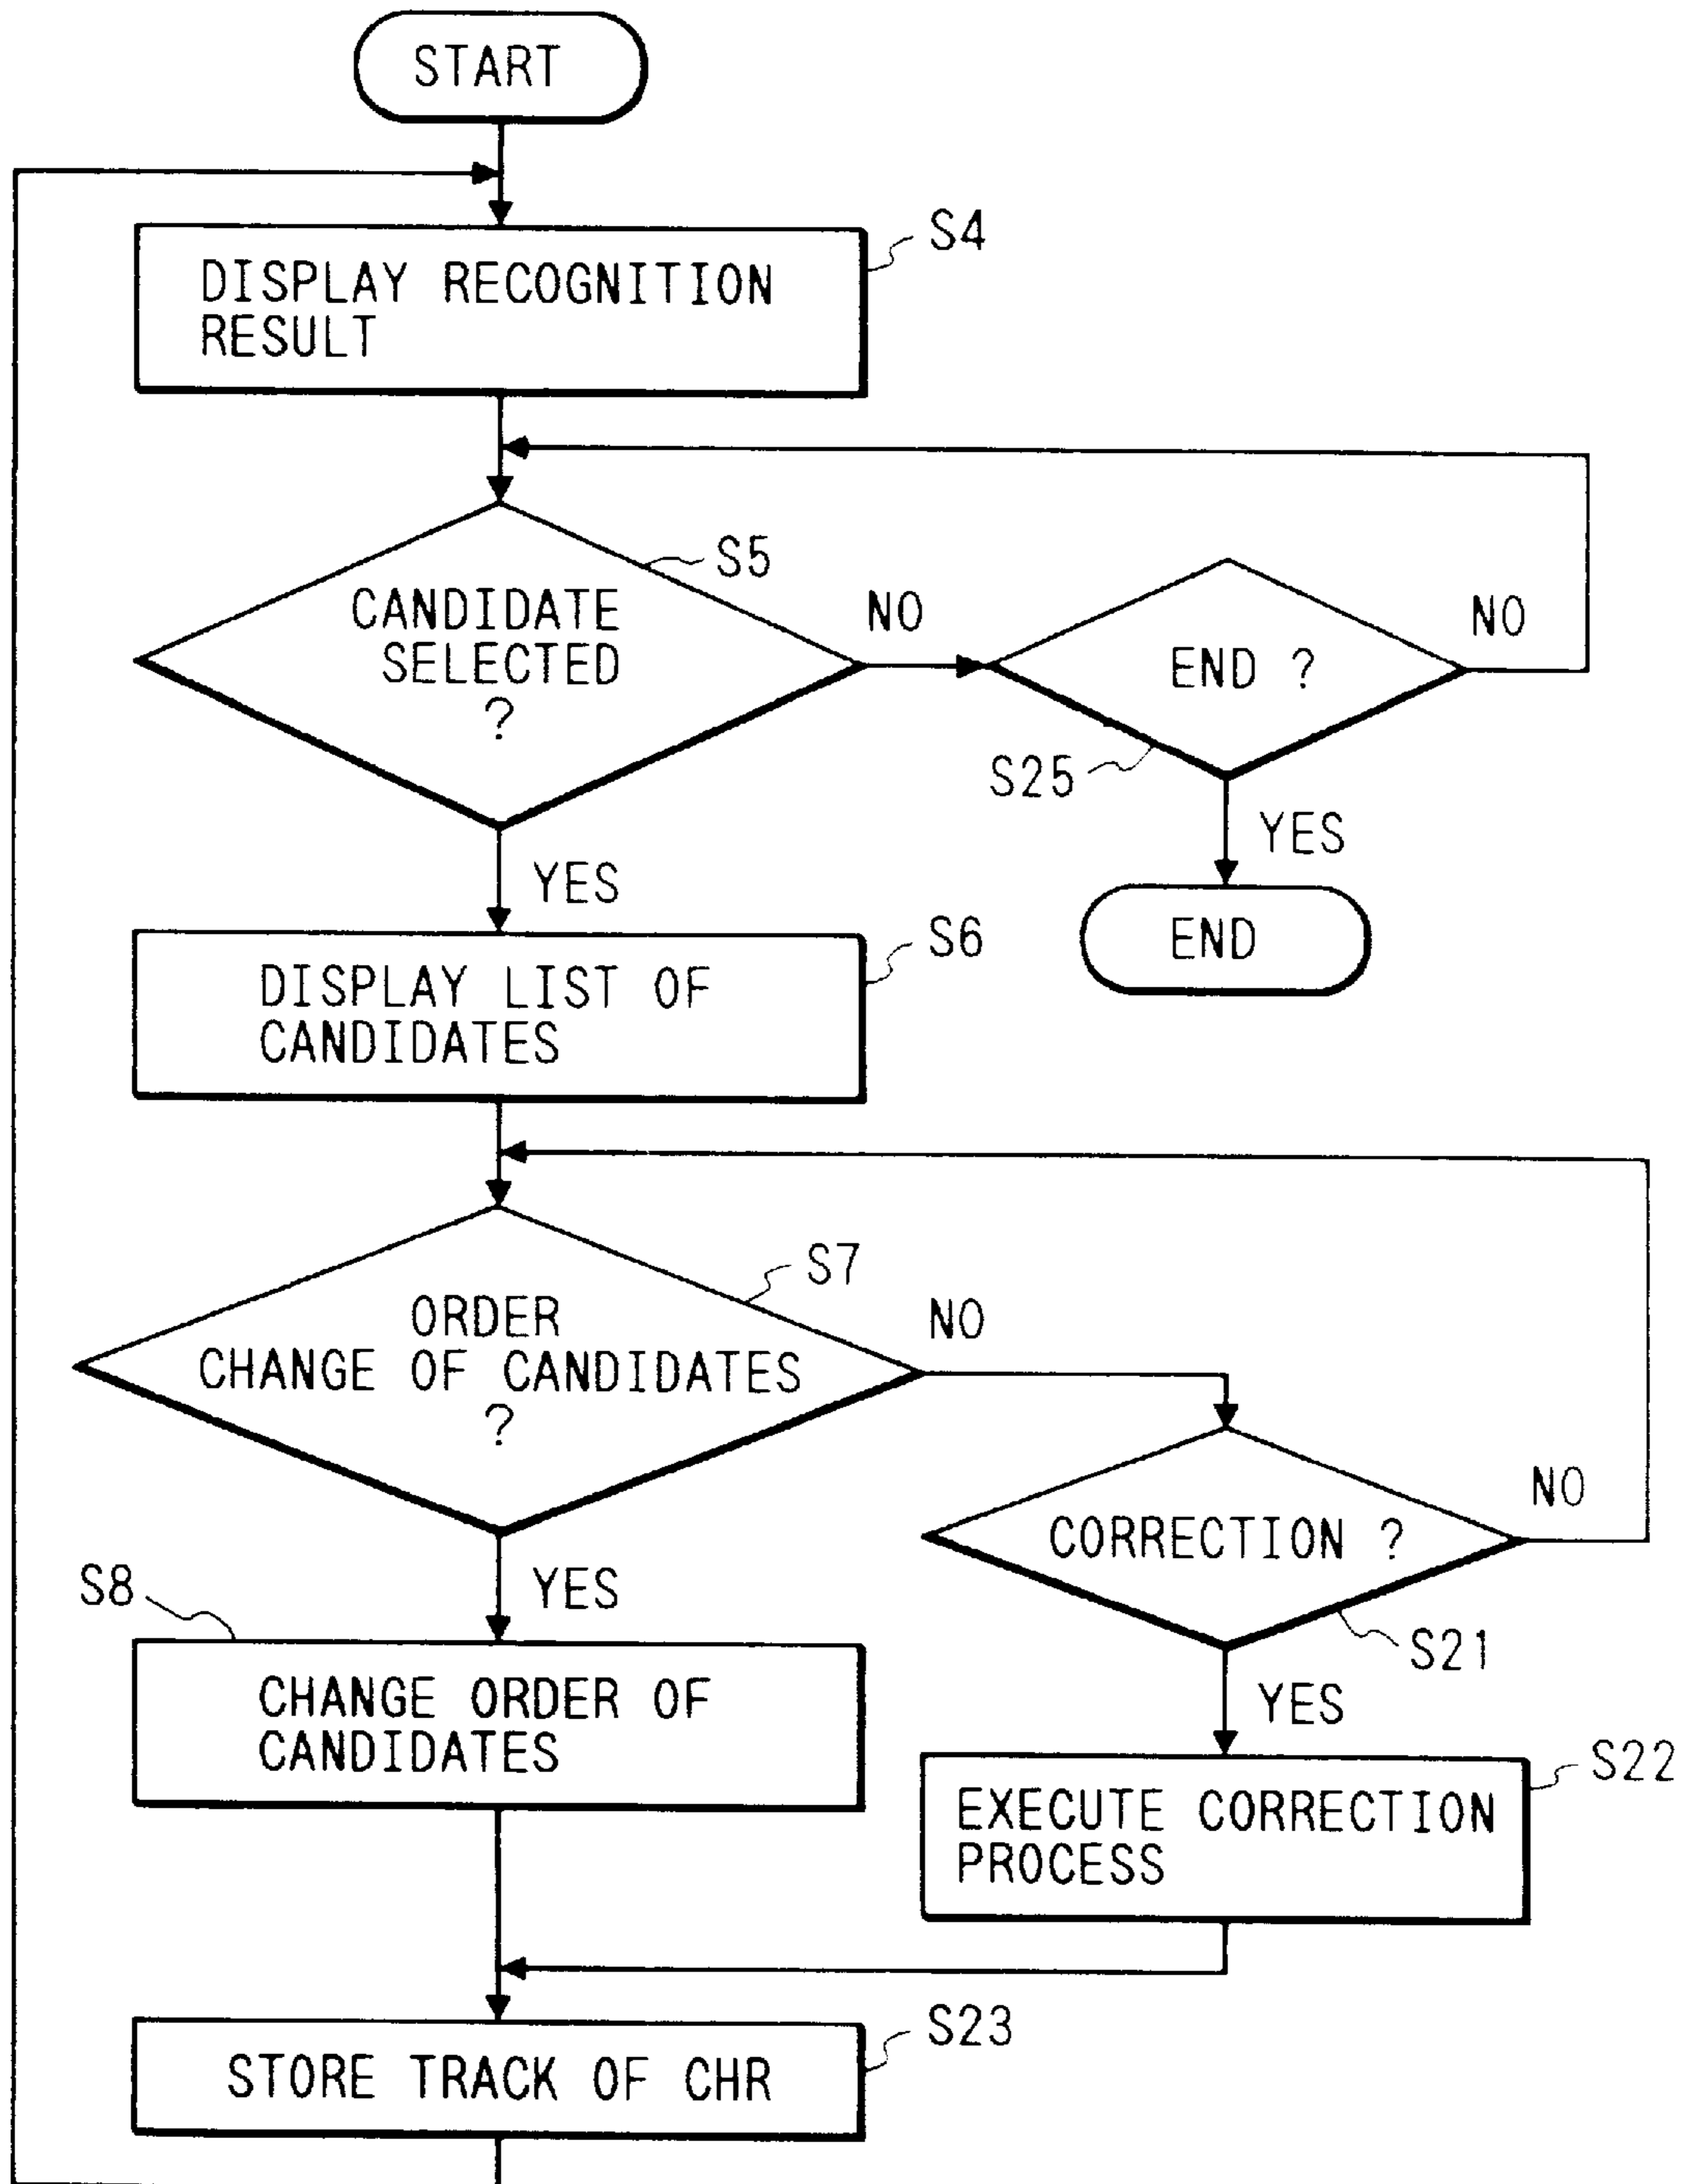 START
S4
DISPLAY RECOGNITION
RESULT
S5
CANDIDATE
SELECTED
?
NO
END ?
NO
S25
YES
YES
END
S6
DISPLAY LIST OF
CANDIDATES
S7
ORDER
CHANGE OF CANDIDATES
?
NO
CORRECTION ?
NO
S21
YES
S8
YES
CHANGE ORDER OF
CANDIDATES
S22
EXECUTE CORRECTION
PROCESS
S23
STORE TRACK OF CHR